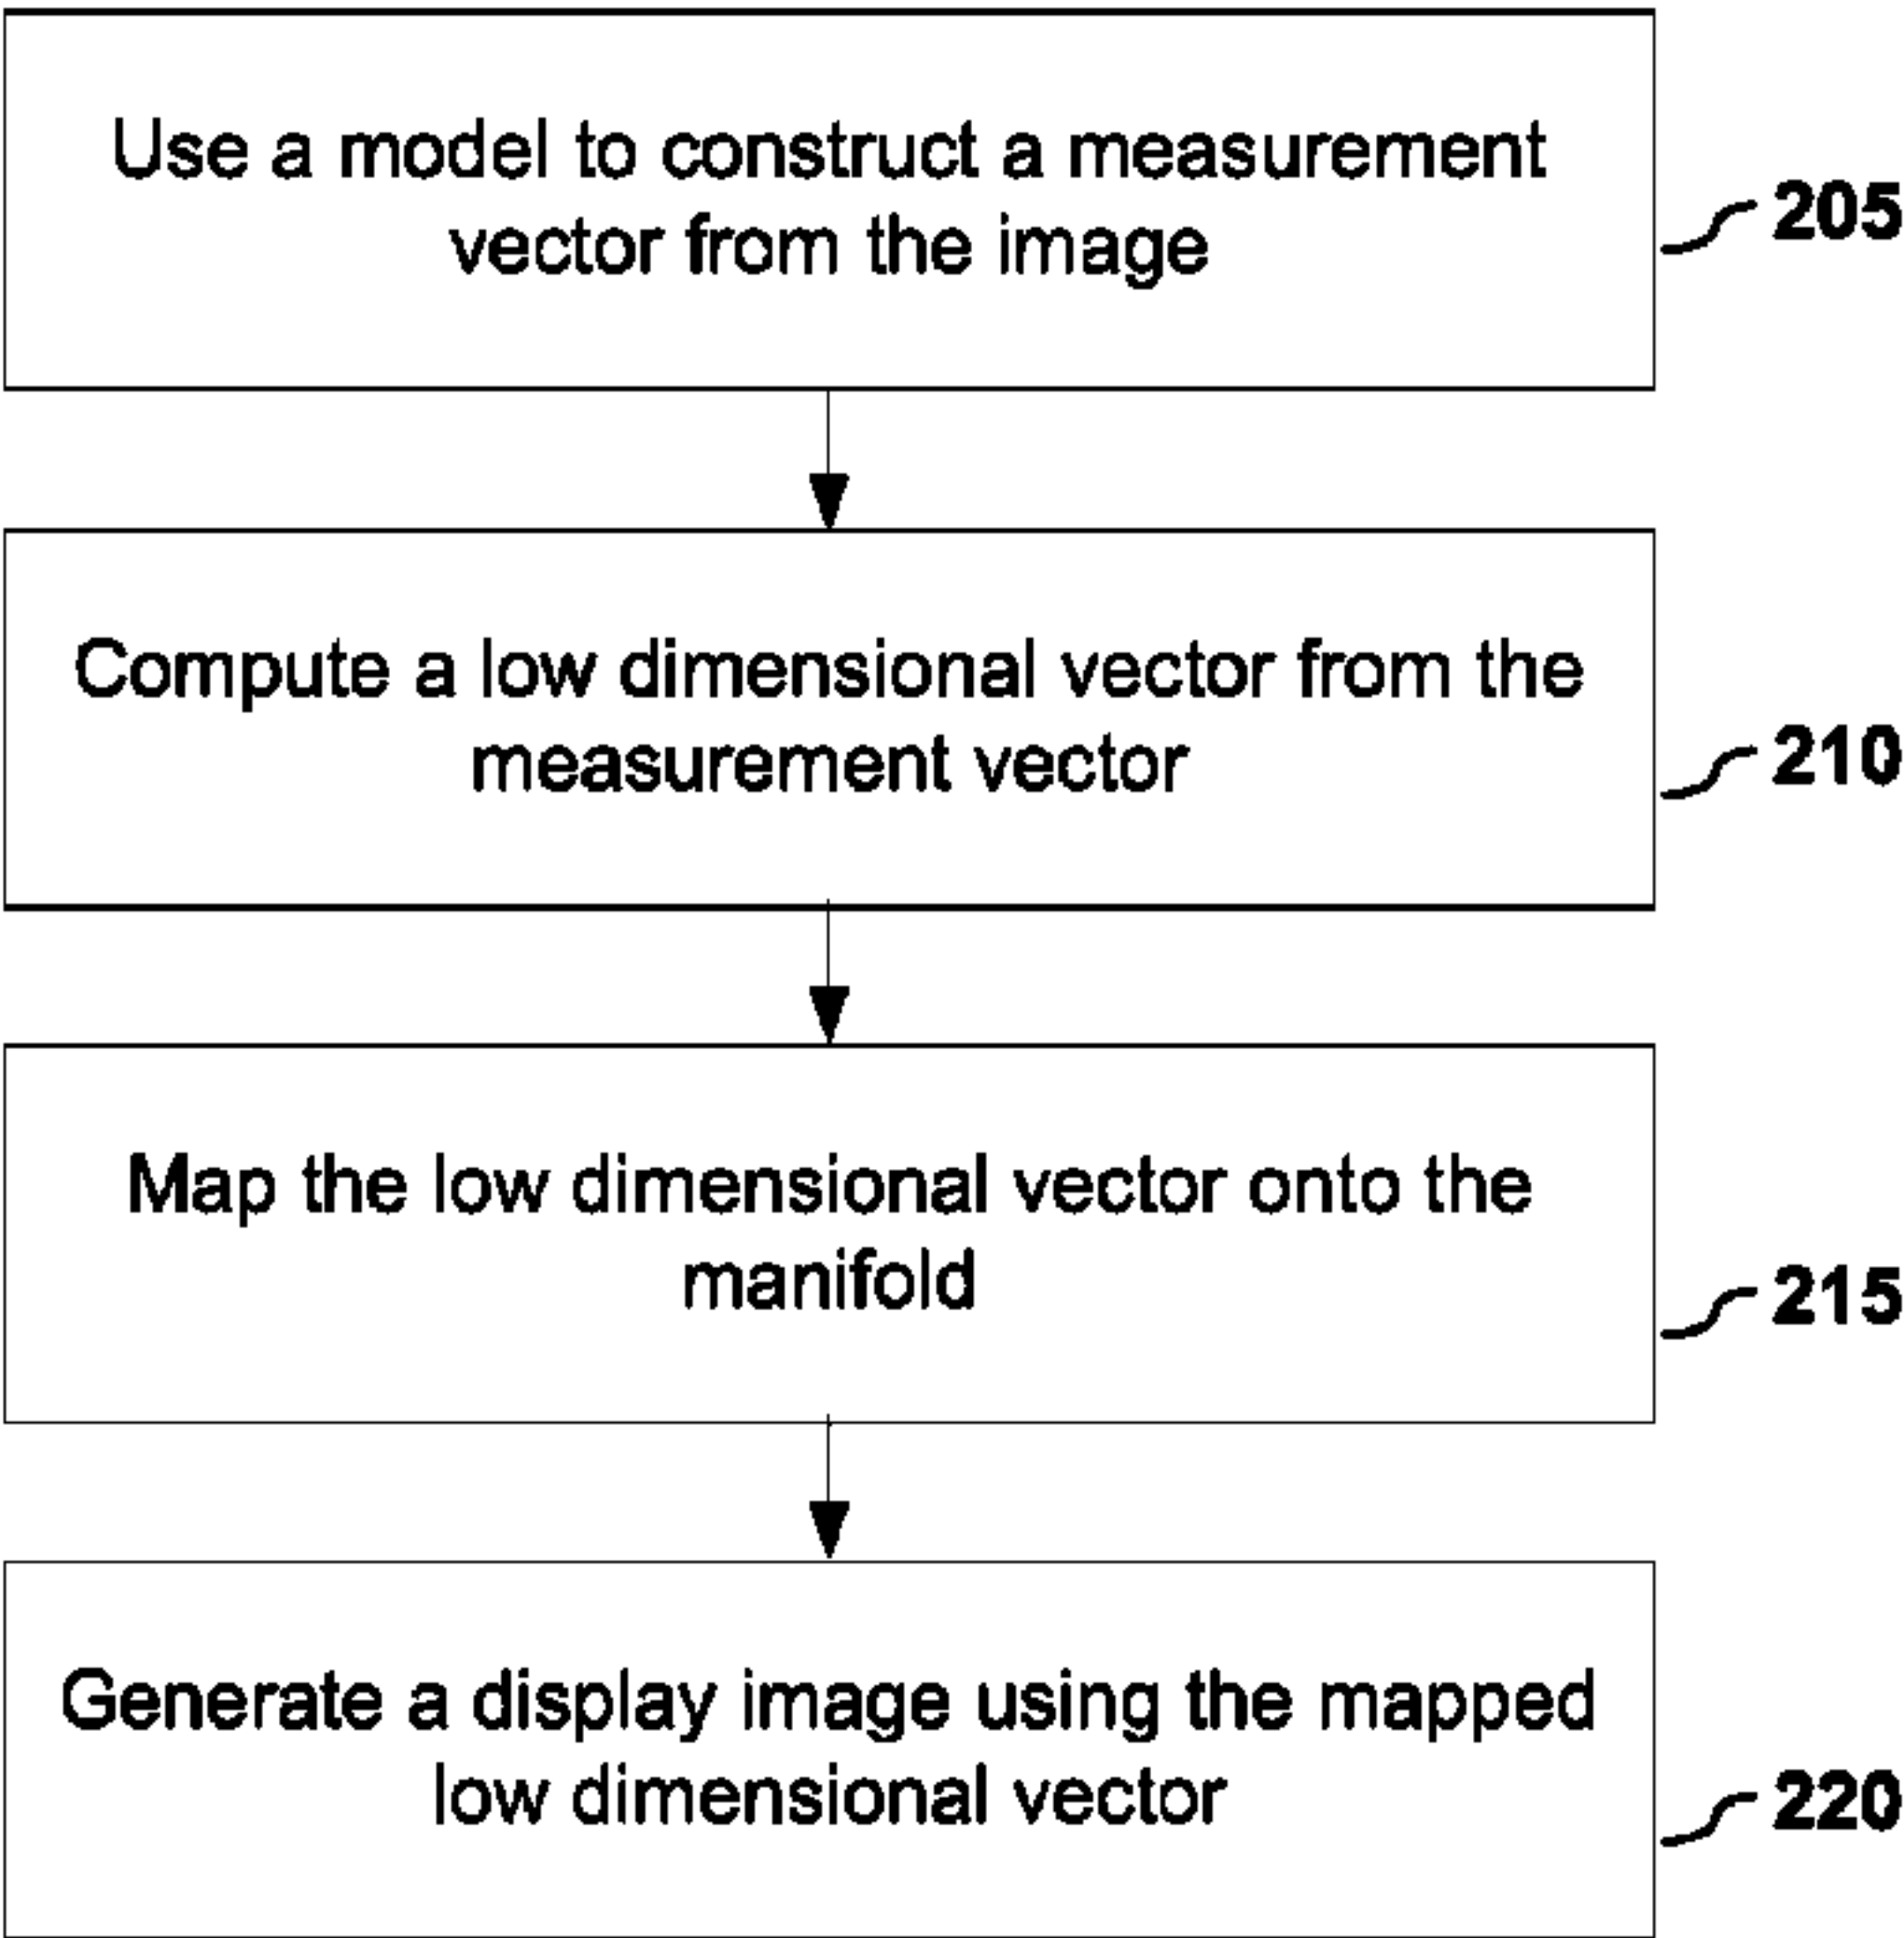 Use a model to construct a measurement
vector from the image
205
Compute a low dimensional vector from the
measurement vector
210
Map the low dimensional vector onto the
manifold
215
Generate a display image using the mapped
low dimensional vector
220